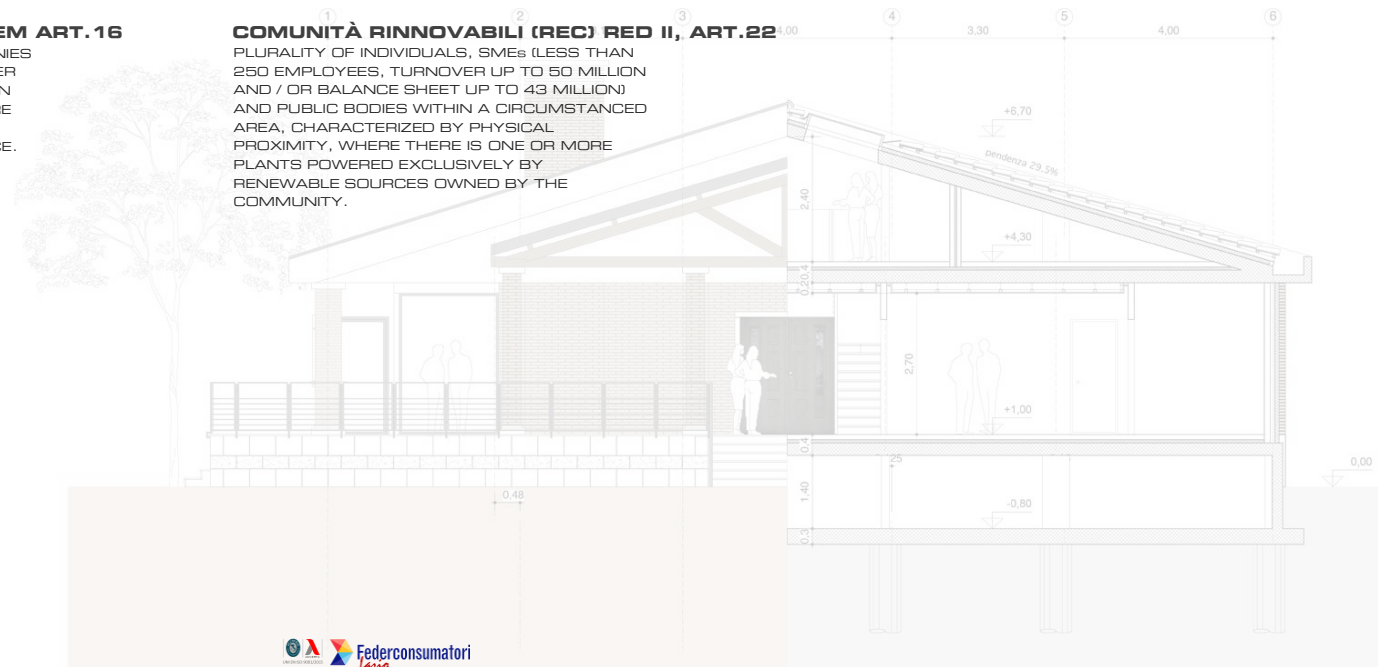 1 2 3 4 5 6
EM ART.16
COMUNITÀ RINNOVABILI (REC) RED II, ART.22
4,00 3,30 4,00
NIES
ER
N
RE
CE.
PLURALITY OF INDIVIDUALS, SMEs (LESS THAN
250 EMPLOYEES, TURNOVER UP TO 50 MILLION
AND / OR BALANCE SHEET UP TO 43 MILLION)
AND PUBLIC BODIES WITHIN A CIRCUMSTANCED
AREA, CHARACTERIZED BY PHYSICAL
PROXIMITY, WHERE THERE IS ONE OR MORE
PLANTS POWERED EXCLUSIVELY BY
RENEWABLE SOURCES OWNED BY THE
COMMUNITY.
+6,70
pendenza 29.5%
2,40
+4,30
0,4
0,2
2,70
+1,00
0,4
25
0,00
1,40
0,48
-0,80
0,3
Federconsumatori
Lazio